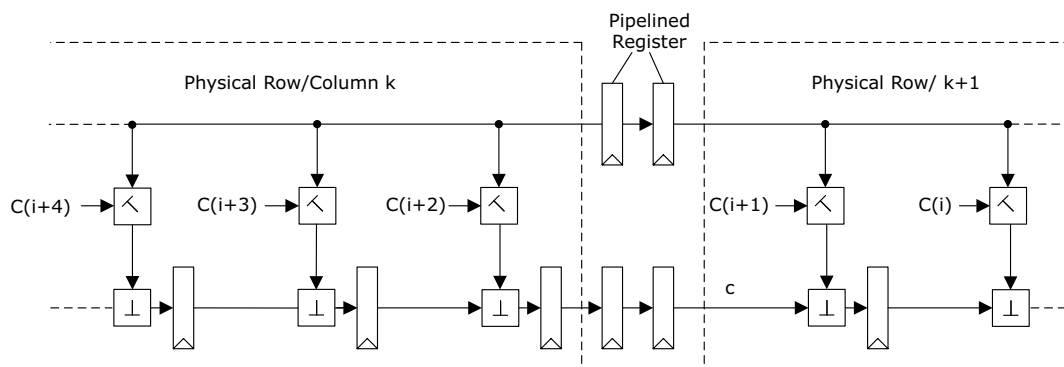 Pipelined
Register
Physical Row/Column k
Physical Row/ k+1
C(i+4)
C(i+3)
C(i+2)
C(i+1)
C(i)
c